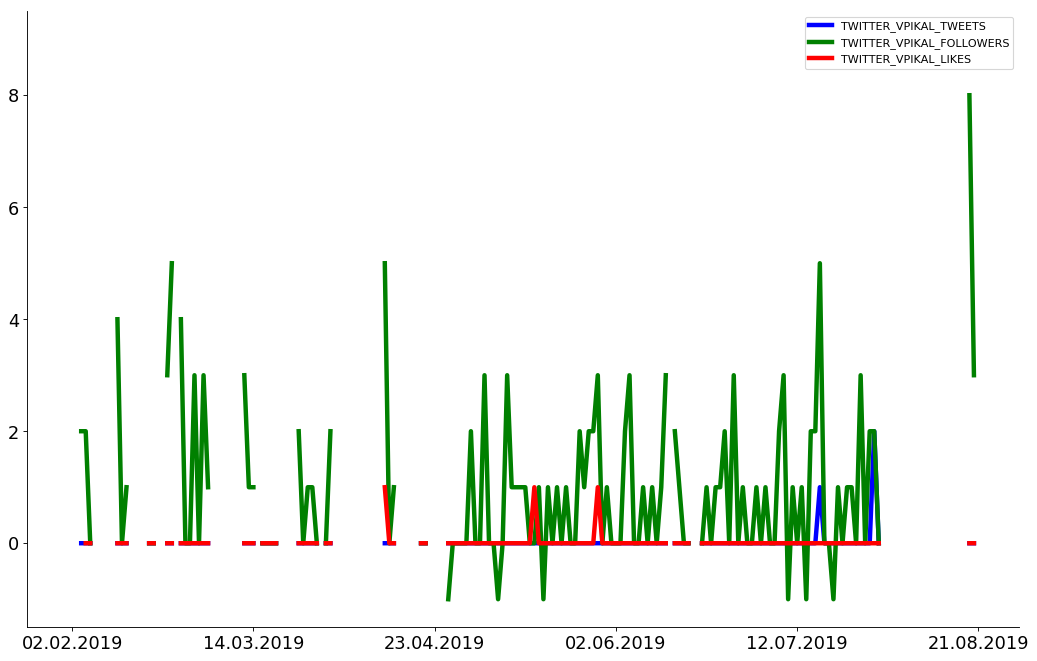 TWITTER_VPIKAL_TWEETS
TWITTER_VPIKAL_FOLLOWERS
TWITTER_VPIKAL_LIKES
8
6
4
2
0
02.02.2019 14.03.2019 23.04.2019 02.06.2019 12.07.2019 21.08.2019